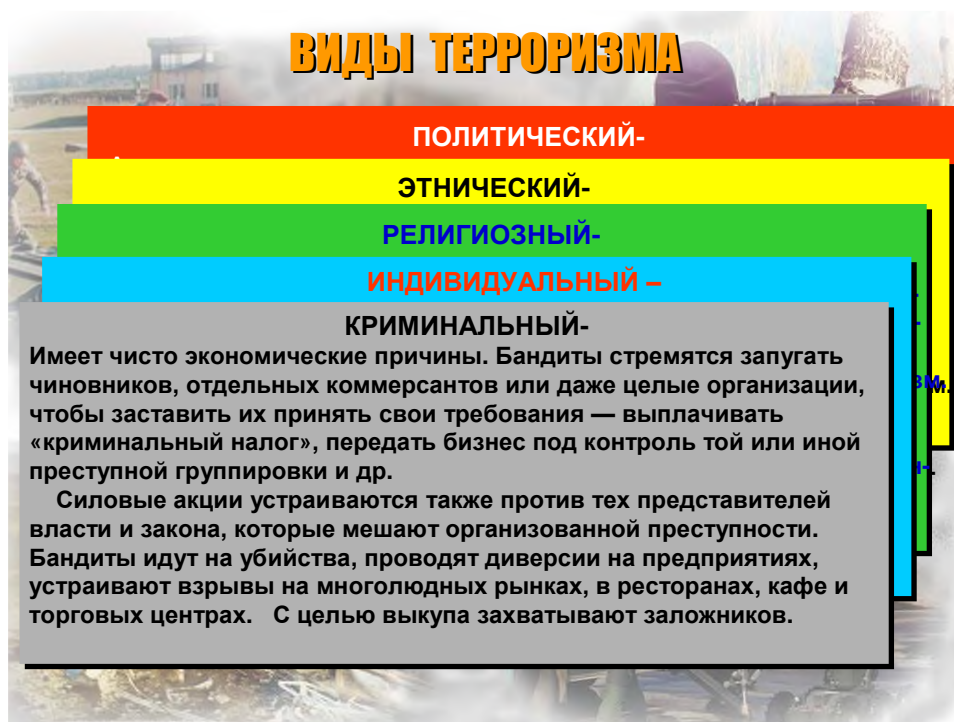 ВИДЫ ТЕРРОРИЗМА
ПОЛИТИЧЕСКИЙ-
ЭТНИЧЕСКИЙ-
РЕЛИГИОЗНЫЙ-
ИНДИВИДУАЛЬНЫЙ –
КРИМИНАЛЬНЫЙ-
Имеет чисто экономические причины. Бандиты стремятся запугать
чиновников, отдельных коммерсантов или даже целые организации,
чтобы заставить их принять свои требования — выплачивать
«криминальный налог», передать бизнес под контроль той или иной
преступной группировки и др.
Силовые акции устраиваются также против тех представителей
власти и закона, которые мешают организованной преступности.
Бандиты идут на убийства, проводят диверсии на предприятиях,
устраивают взрывы на многолюдных рынках, в ресторанах, кафе и
торговых центрах. С целью выкупа захватывают заложников.